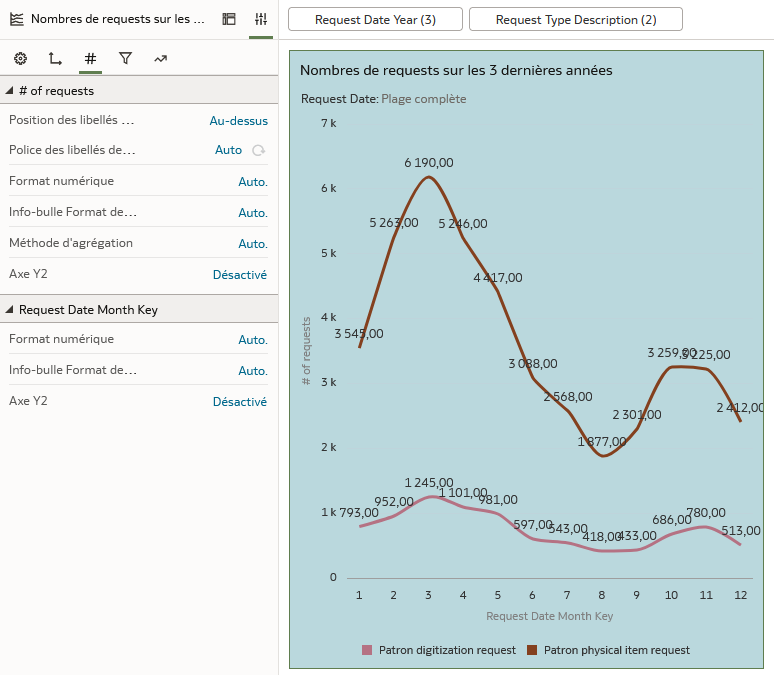 Nombres de requests sur les ...
Request Date Year (3)
Request Type Description (2)
#
# of requests
Position des libellés ...
Au-dessus
Police des libellés de...
Auto
Format numérique
Auto.
Info-bulle Format de...
Auto.
Méthode d'agrégation
Auto.
Axe Y2
Désactivé
Request Date Month Key
Format numérique
Auto.
Info-bulle Format de...
Auto.
Axe Y2
Désactivé
Nombres de requests sur les 3 dernières années
Request Date: Plage complète
7 k
6 k
5 k
4 k
3 k
2 k
1 k
0
# of requests
3 545,00
5 263,00
6 190,00
5 246,00
4 417,00
3 088,00
2 568,00
1 877,00
2 301,00
3 259,00
3 225,00
2 412,00
793,00
952,00
1 245,00
1 101,00
981,00
597,00
543,00
418,00
433,00
686,00
780,00
513,00
1 2 3 4 5 6 7 8 9 10 11 12
Request Date Month Key
Patron digitization request
Patron physical item request